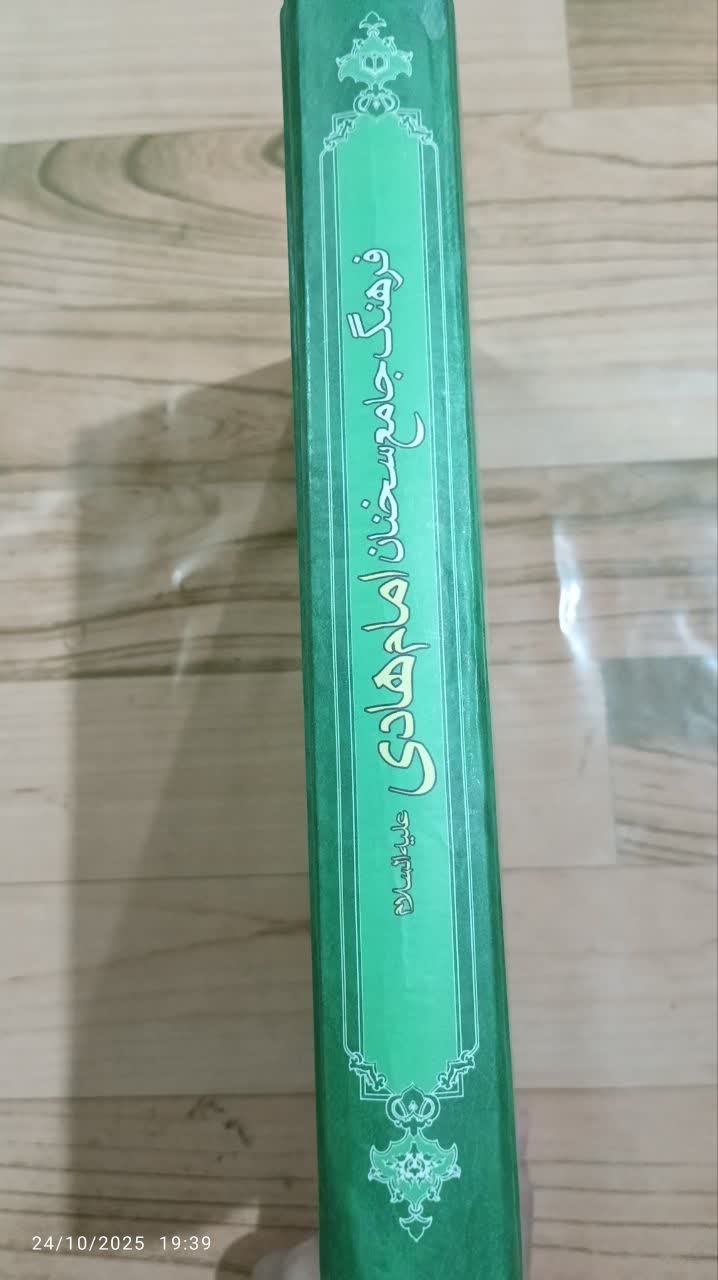 فرهنگ جامع سخنان امام هادی
علیه السلام
24/10/2025 19:39